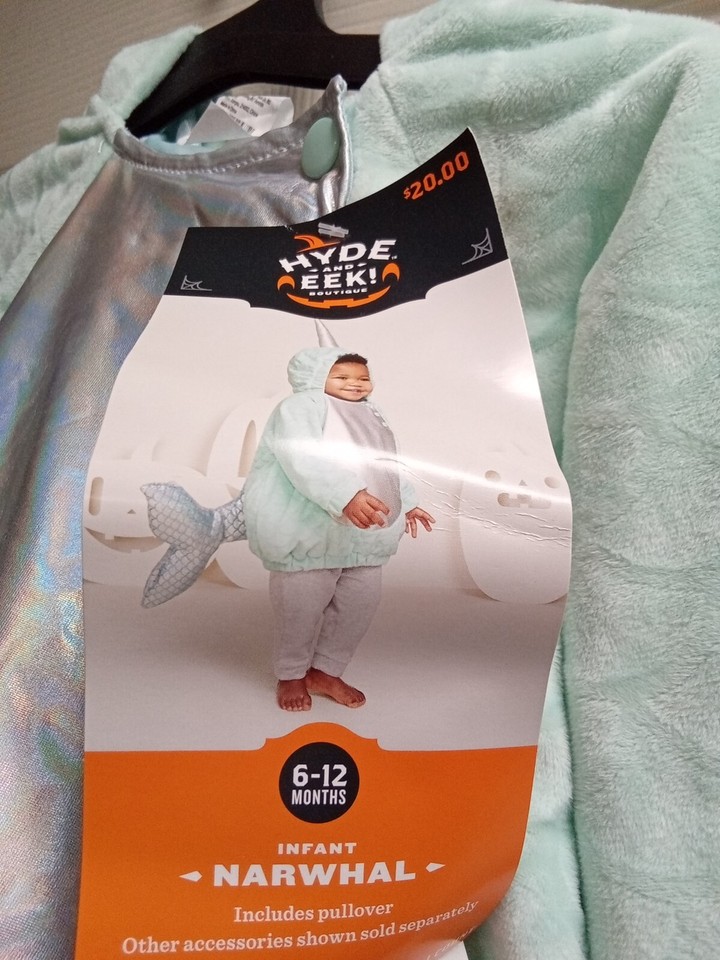 $20.00
HYDE
AND
EEK!
BOUTIQUE
6-12
MONTHS
INFANT
NARWHAL
Includes pullover
Other accessories shown sold separately